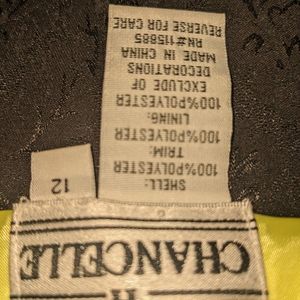 H
CHANCELLE
12
SHELL:
100%POLYESTER
TRIM:
100%POLYESTER
LINING:
100%POLYESTER
EXCLUDE OF
DECORATIONS
MADE IN CHINA
RN#115885
REVERSE FOR CARE